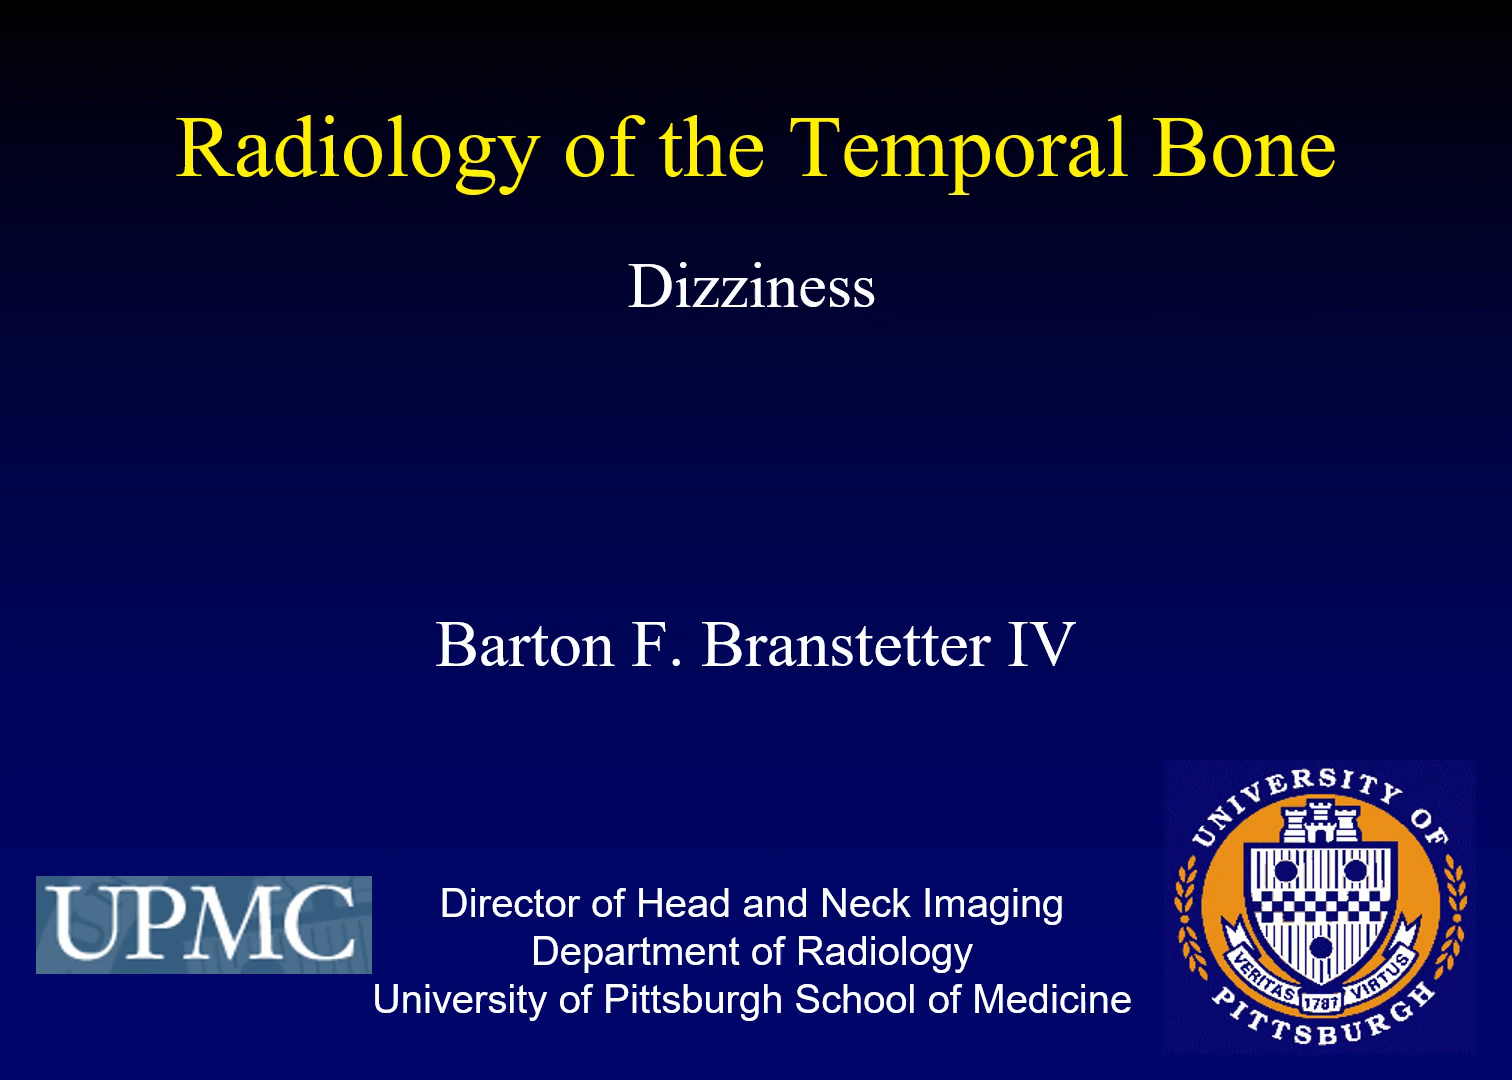 Radiology of the Temporal Bone
Dizziness
Barton F. Branstetter IV
UPMC
Director of Head and Neck Imaging
Department of Radiology
University of Pittsburgh School of Medicine
UNIVERSITY OF
VERITAS 1787 VIRTUS
PITTSBURGH